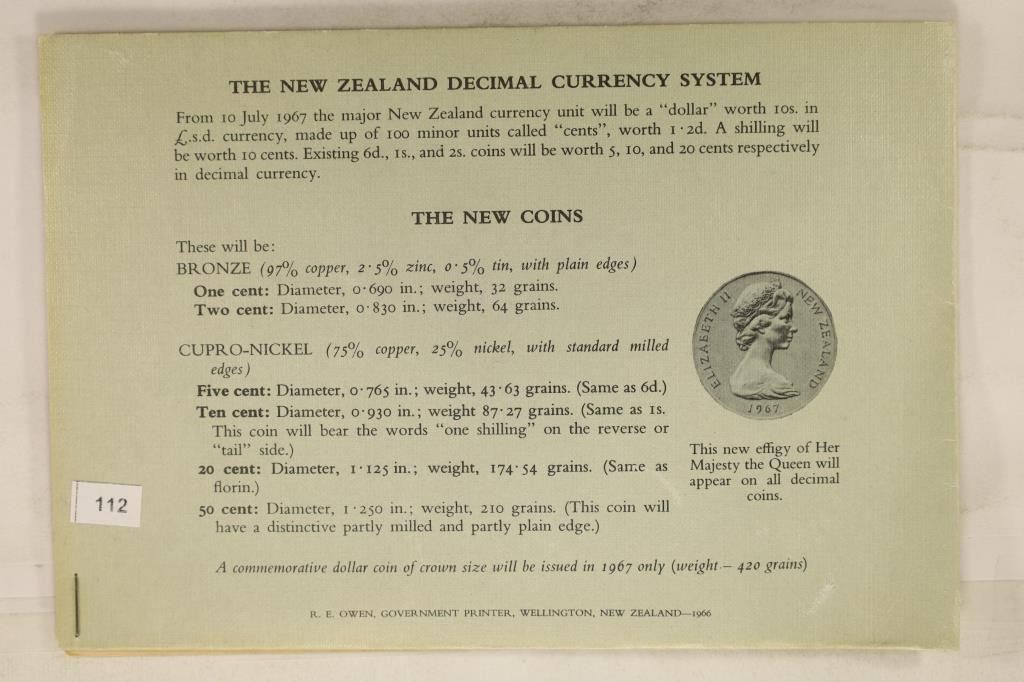 THE NEW ZEALAND DECIMAL CURRENCY SYSTEM
From 10 July 1967 the major New Zealand currency unit will be a "dollar" worth 10s. in
£.s.d. currency, made up of 100 minor units called "cents", worth 1·2d. A shilling will
be worth 10 cents. Existing 6d., 1s., and 2s. coins will be worth 5, 10, and 20 cents respectively
in decimal currency.
THE NEW COINS
These will be:
BRONZE (97% copper, 2·5% zinc, 0·5% tin, with plain edges)
One cent: Diameter, 0·690 in.; weight, 32 grains.
Two cent: Diameter, 0·830 in.; weight, 64 grains.
CUPRO-NICKEL (75% copper, 25% nickel, with standard milled
edges)
Five cent: Diameter, 0·765 in.; weight, 43·63 grains. (Same as 6d.)
Ten cent: Diameter, 0·930 in.; weight 87·27 grains. (Same as 1s.
This coin will bear the words "one shilling" on the reverse or
"tail" side.)
20 cent: Diameter, 1·125 in.; weight, 174·54 grains. (Same as
florin.)
50 cent: Diameter, 1·250 in.; weight, 210 grains. (This coin will
have a distinctive partly milled and partly plain edge.)
ELIZABETH II NEW ZEALAND
1967
This new effigy of Her
Majesty the Queen will
appear on all decimal
coins.
112
A commemorative dollar coin of crown size will be issued in 1967 only (weight – 420 grains)
R. E. OWEN, GOVERNMENT PRINTER, WELLINGTON, NEW ZEALAND—1966